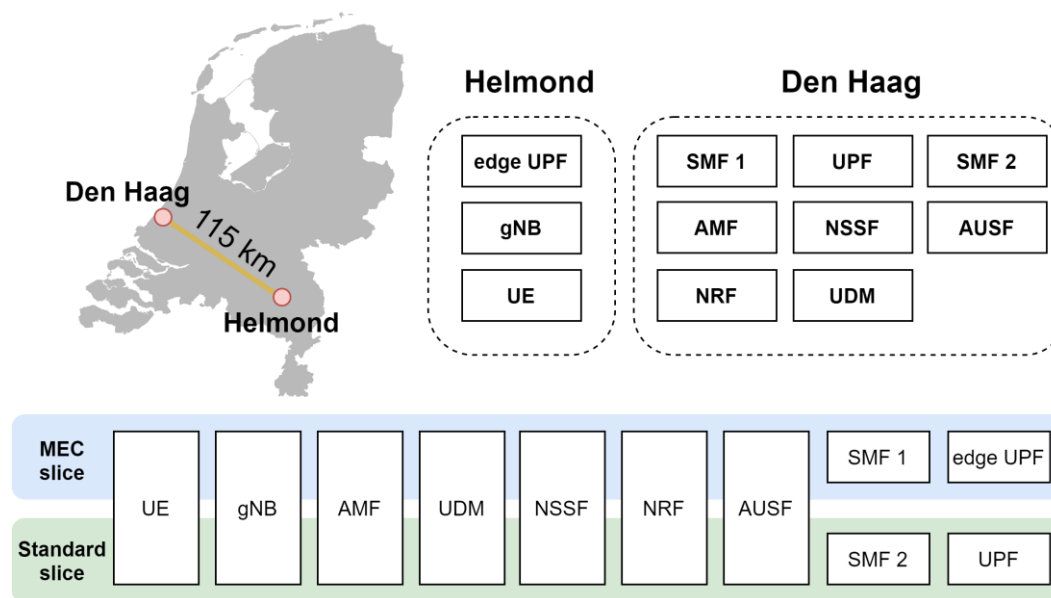 Den Haag
115 km
Helmond
Helmond
edge UPF
gNB
UE
Den Haag
SMF 1
UPF
SMF 2
AMF
NSSF
AUSF
NRF
UDM
MEC
slice
Standard
slice
UE
gNB
AMF
UDM
NSSF
NRF
AUSF
SMF 1
edge UPF
SMF 2
UPF